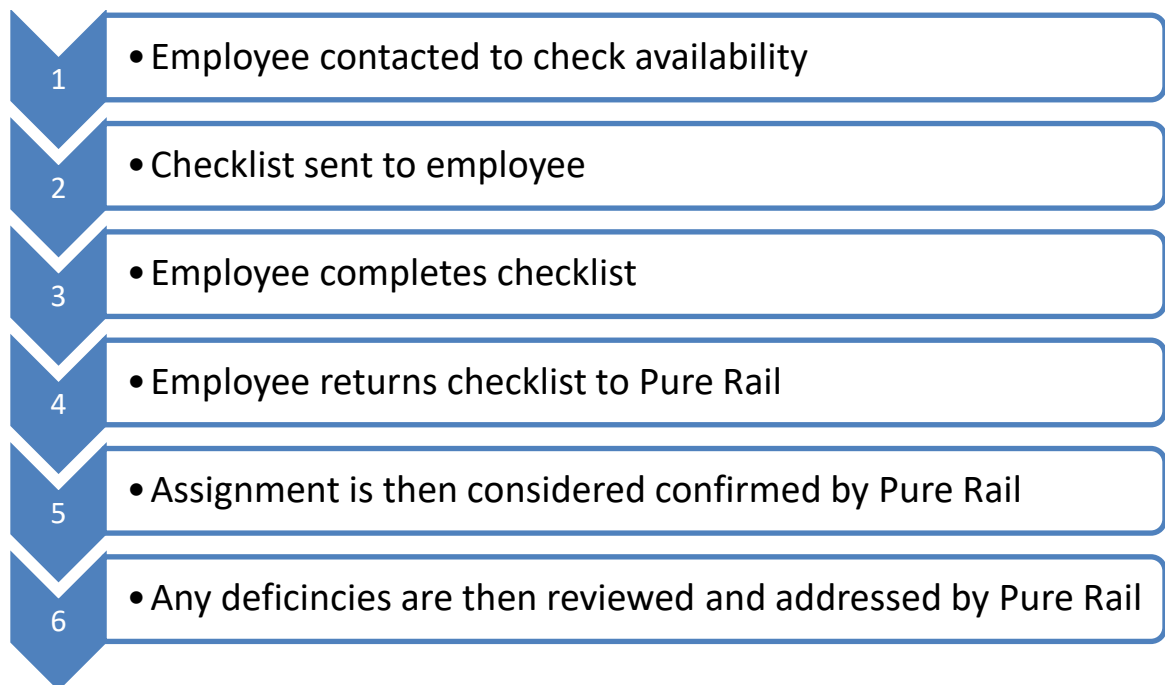 1
• Employee contacted to check availability
2
• Checklist sent to employee
3
• Employee completes checklist
4
• Employee returns checklist to Pure Rail
5
• Assignment is then considered confirmed by Pure Rail
6
• Any deficincies are then reviewed and addressed by Pure Rail